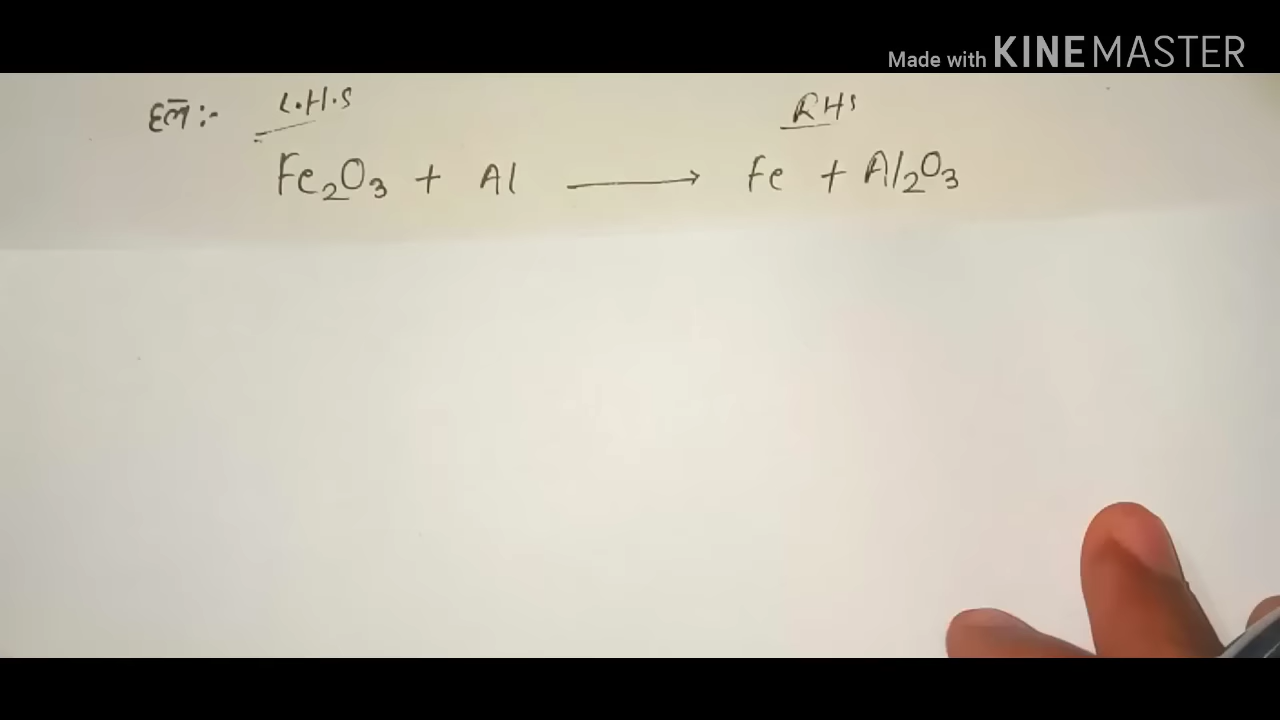 Made with KINEMASTER
हल :- L.H.S RHS
Fe₂O₃ + Al ⟶ Fe + Al₂O₃